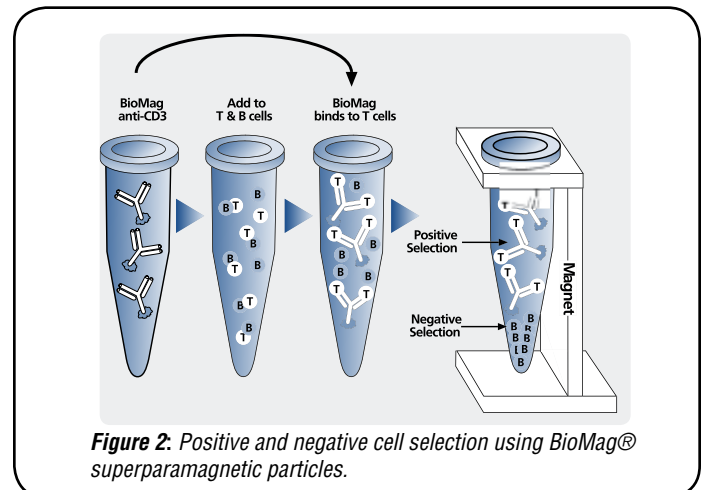 BioMag
anti-CD3
Add to
T & B cells
BioMag
binds to T cells
B T
B
T
T
B
B
T
B
B T
B
T
T
B
T
T
T
B
B
B
T
T
T
T
T
T
T
T
Positive
Selection
Negative
Selection
B
B
B
B
B
B
B
B
Magnet
Figure 2: Positive and negative cell selection using BioMag®
superparamagnetic particles.